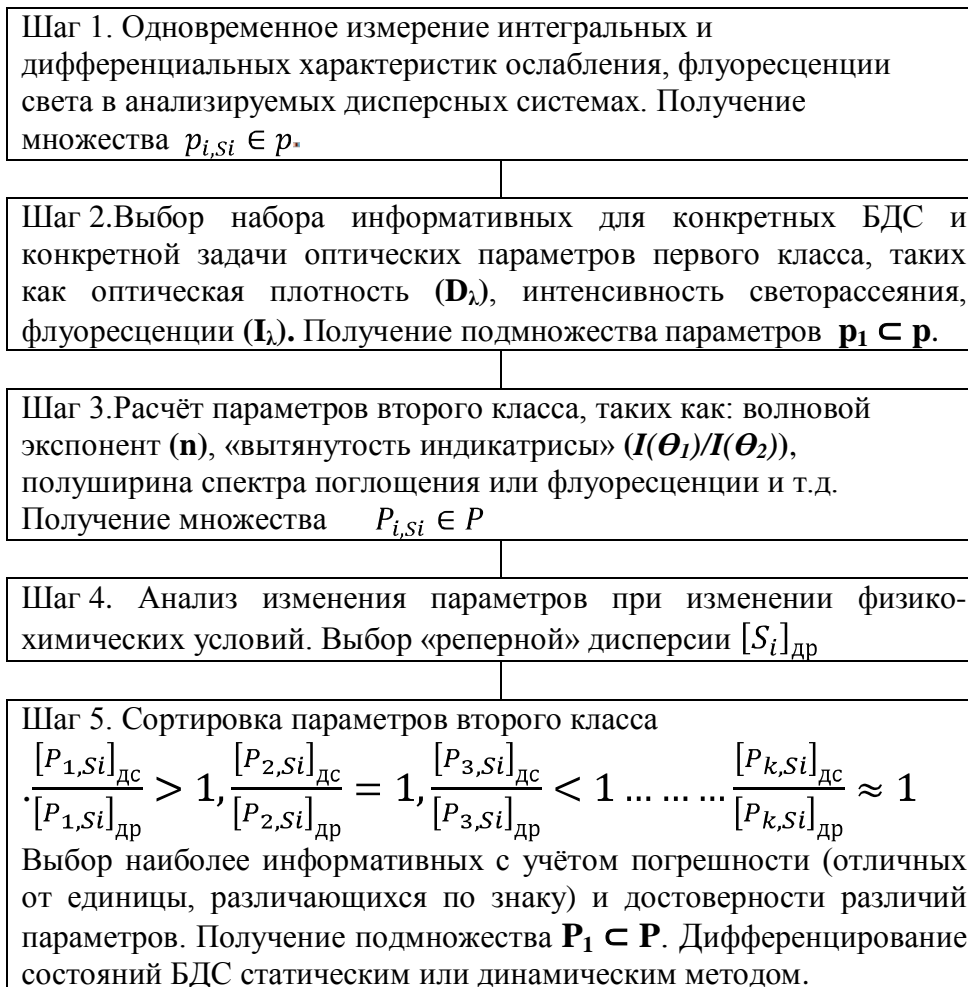 Шаг 1. Одновременное измерение интегральных и
дифференциальных характеристик ослабления, флуоресценции
света в анализируемых дисперсных системах. Получение
множества p_{i,Si} ∈ p.
Шаг 2.Выбор набора информативных для конкретных БДС и
конкретной задачи оптических параметров первого класса, таких
как оптическая плотность (D_λ), интенсивность светорассеяния,
флуоресценции (I_λ). Получение подмножества параметров p₁ ⊂ p.
Шаг 3.Расчёт параметров второго класса, таких как: волновой
экспонент (n), «вытянутость индикатрисы» (I(Ө₁)/I(Ө₂)),
полуширина спектра поглощения или флуоресценции и т.д.
Получение множества P_{i,Si} ∈ P
Шаг 4. Анализ изменения параметров при изменении физико-
химических условий. Выбор «реперной» дисперсии [S_i]_др
Шаг 5. Сортировка параметров второго класса
.[P_{1,Si}]_дс/[P_{1,Si}]_др > 1, [P_{2,Si}]_дс/[P_{2,Si}]_др = 1, [P_{3,Si}]_дс/[P_{3,Si}]_др < 1 ... ... ... [P_{k,Si}]_дс/[P_{k,Si}]_др ≈ 1
Выбор наиболее информативных с учётом погрешности (отличных
от единицы, различающихся по знаку) и достоверности различий
параметров. Получение подмножества P₁ ⊂ P. Дифференцирование
состояний БДС статическим или динамическим методом.